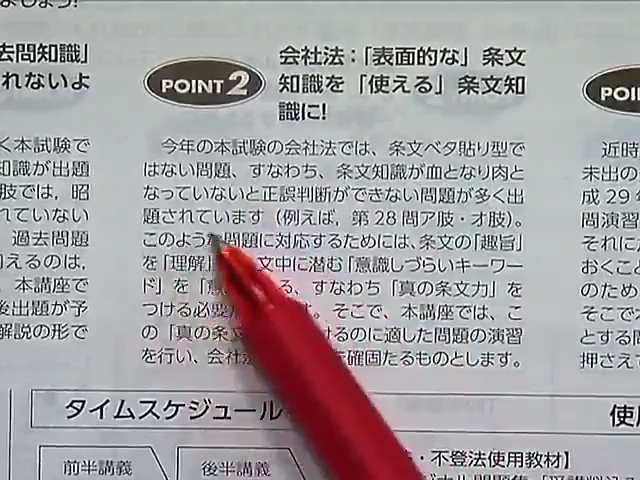 去問知識」
れないよ
く本試験で
知識が出題
肢では，昭
れていない
過去問題
える のは，
本講座で
後出題が予
解説の形で
POINT 2
会社法：「表面的な」条文
知識を「使える」条文知
識に!
今年の本試験の会社法では、条文ベタ貼り型で
はない問題、すなわち、条文知識が血となり肉と
なっていないと正誤判断ができない問題が多く出
題されています（例えば，第28問ア肢・オ肢）。
このような問題に対応するためには、条文の「趣旨」
を「理解」 文中に潜む「意識しづらいキーワー
ド」を「 る、すなわち「真の条文力」を
つける必要 す。そこで、本講座では、こ
の「真の条文 けるのに適した問題の演習
を行い、会社 を確固たるものとします。
近時
未出の
成29年
問演習
それに
おくこと
のため
そこで
とする問
押さえて
タイムスケジュール
使用
前半講義
後半講義
・不登法使用教材】